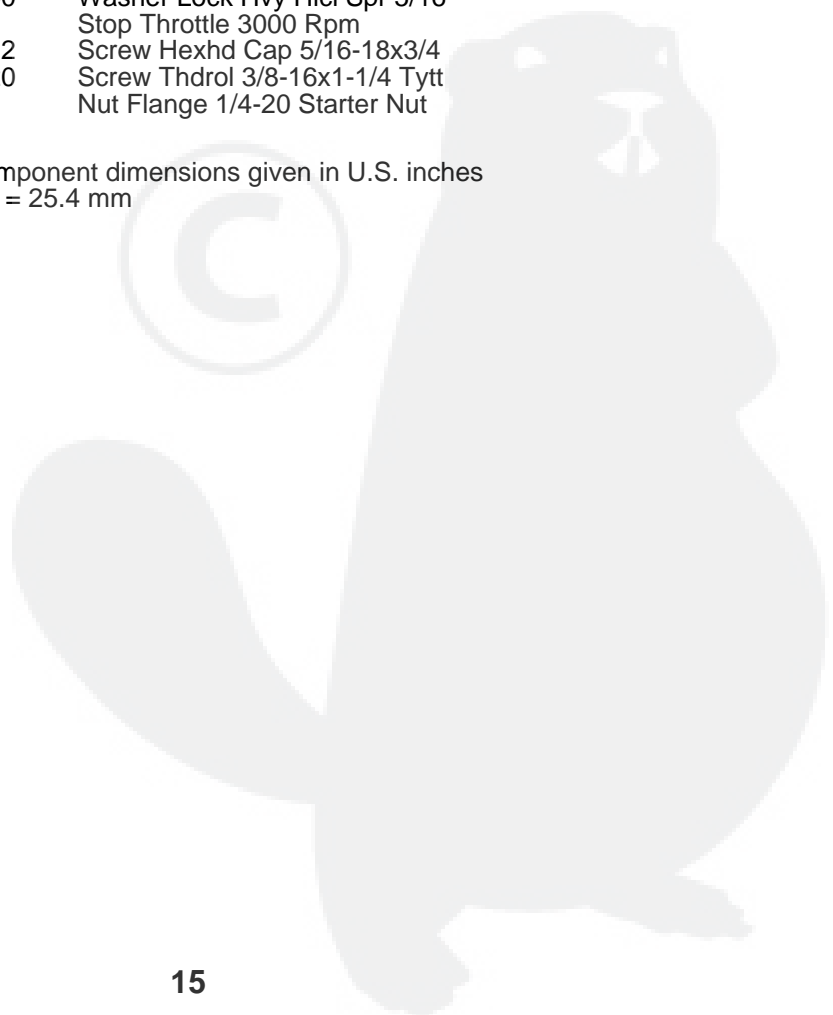 Stop Throttle 3000 Rpm
2 Screw Hexhd Cap 5/16-18x3/4
0 Screw Thdrol 3/8-16x1-1/4 Tytt
Nut Flange 1/4-20 Starter Nut
mponent dimensions given in U.S. inches
= 25.4 mm
©
15